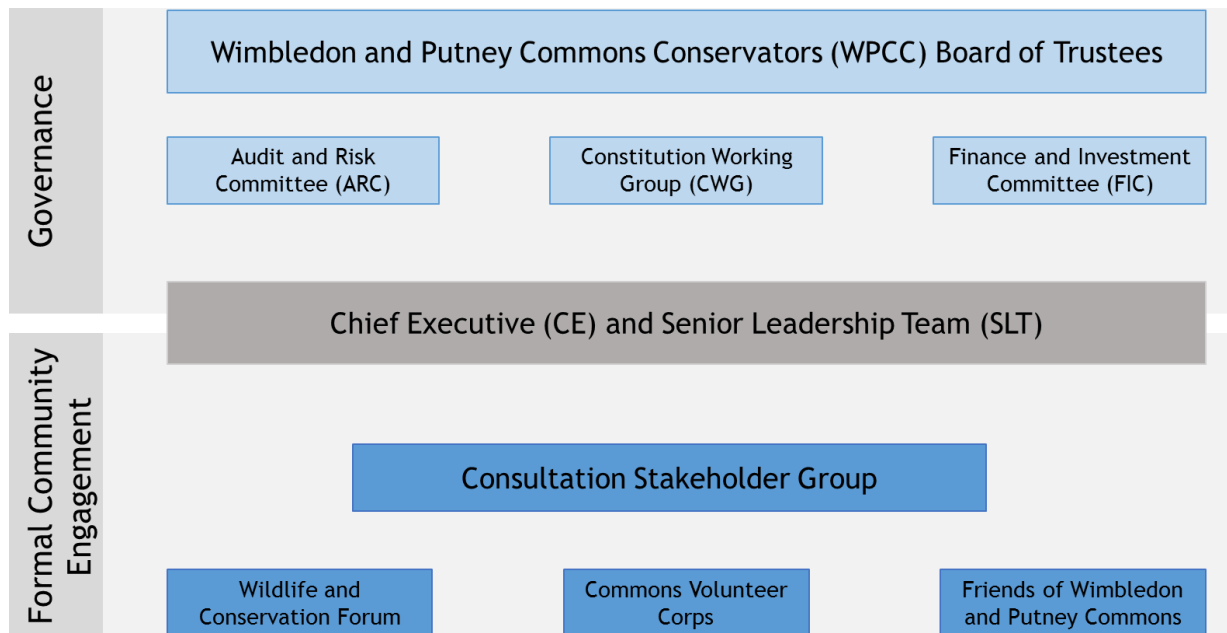 Governance
Wimbledon and Putney Commons Conservators (WPCC) Board of Trustees
Audit and Risk
Committee (ARC)
Constitution Working
Group (CWG)
Finance and Investment
Committee (FIC)
Chief Executive (CE) and Senior Leadership Team (SLT)
Formal Community
Engagement
Consultation Stakeholder Group
Wildlife and
Conservation Forum
Commons Volunteer
Corps
Friends of Wimbledon
and Putney Commons